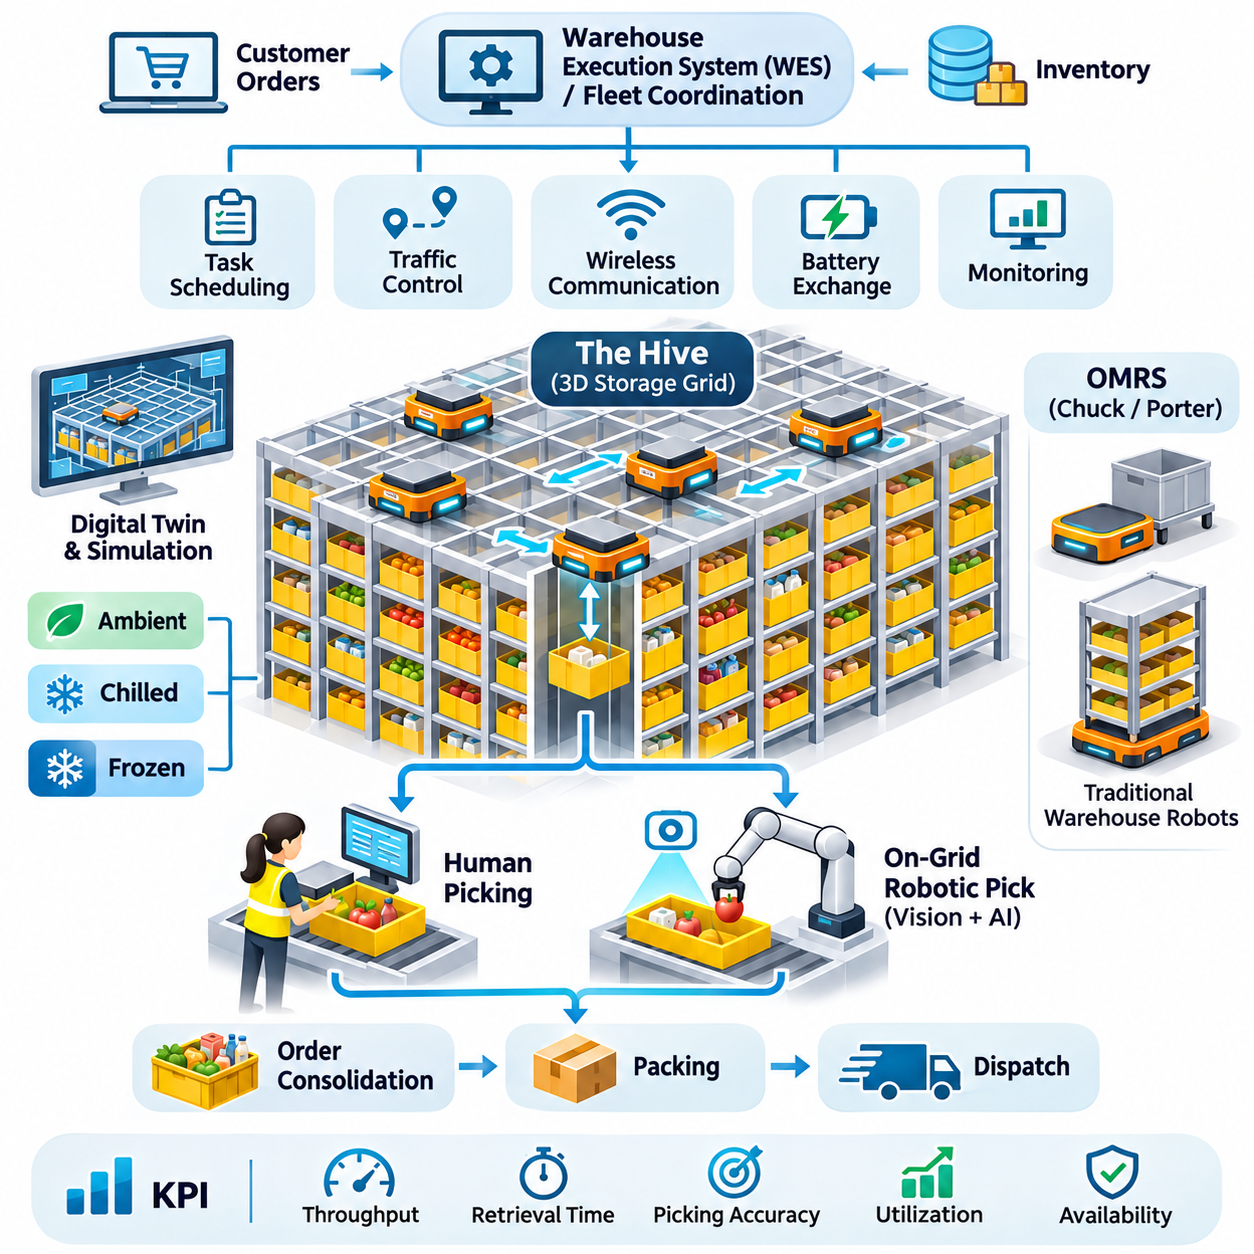 Customer
Orders
Warehouse
Execution System (WES)
/ Fleet Coordination
Inventory
Task
Scheduling
Traffic
Control
Wireless
Communication
Battery
Exchange
Monitoring
The Hive
(3D Storage Grid)
OMRS
(Chuck / Porter)
Digital Twin
& Simulation
Ambient
Chilled
Frozen
Traditional
Warehouse Robots
Human
Picking
On-Grid
Robotic Pick
(Vision + AI)
Order
Consolidation
Packing
Dispatch
KPI
Throughput
Retrieval Time
Picking Accuracy
Utilization
Availability